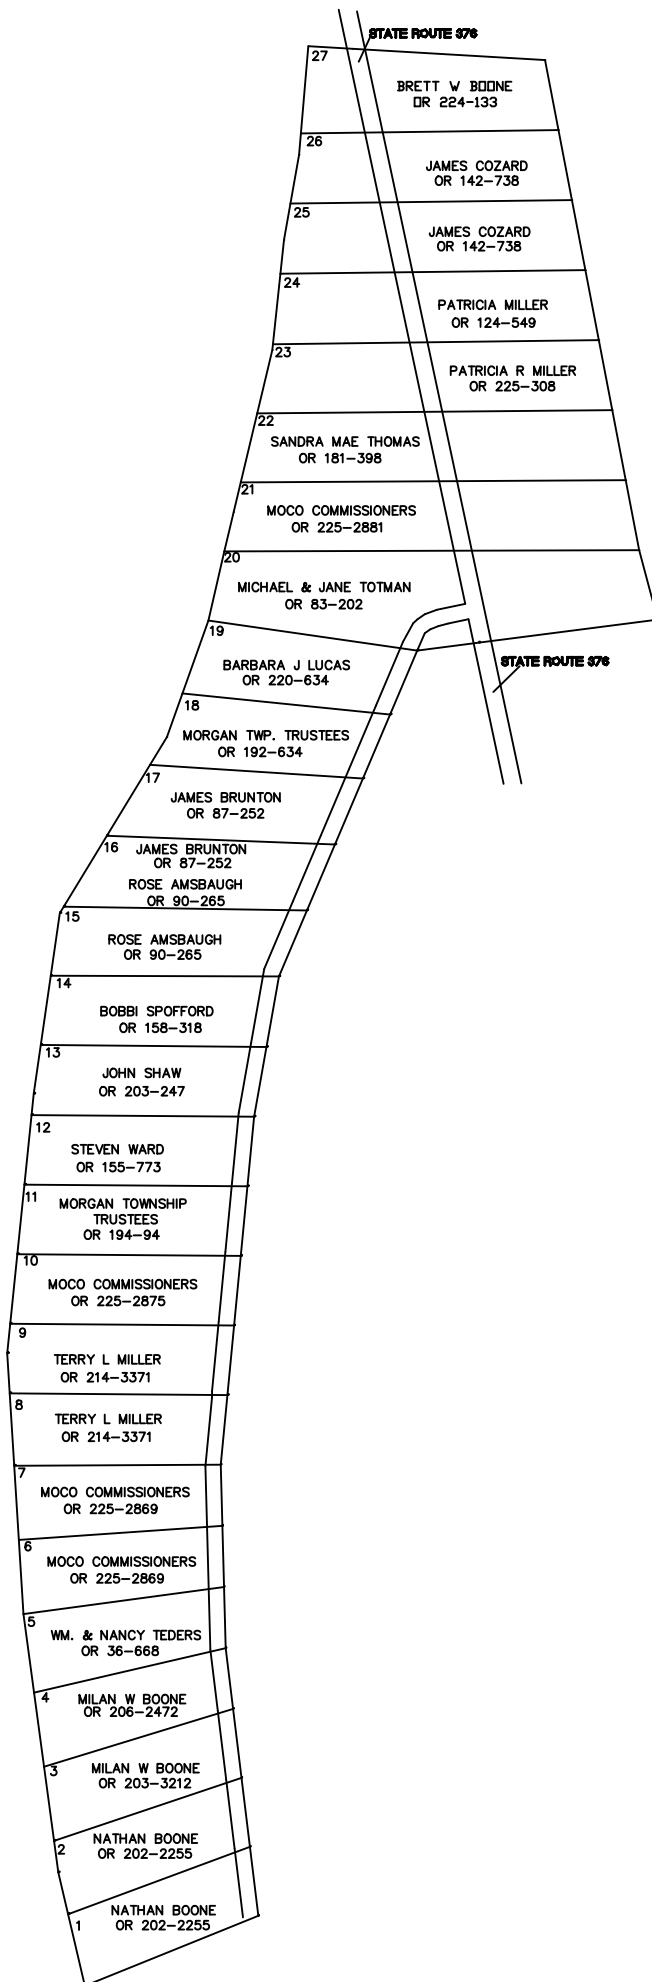 STATE ROUTE 376
27
BRETT W BOONE
OR 224-133
26
JAMES COZARD
OR 142-738
25
JAMES COZARD
OR 142-738
24
PATRICIA MILLER
OR 124-549
23
PATRICIA R MILLER
OR 225-308
22
SANDRA MAE THOMAS
OR 181-398
21
MOCO COMMISSIONERS
OR 225-2881
20
MICHAEL & JANE TOTMAN
OR 83-202
19
BARBARA J LUCAS
OR 220-634
STATE ROUTE 376
18
MORGAN TWP. TRUSTEES
OR 192-634
17
JAMES BRUNTON
OR 87-252
16
JAMES BRUNTON
OR 87-252
ROSE AMSBAUGH
OR 90-265
15
ROSE AMSBAUGH
OR 90-265
14
BOBBI SPOFFORD
OR 158-318
13
JOHN SHAW
OR 203-247
12
STEVEN WARD
OR 155-773
11
MORGAN TOWNSHIP
TRUSTEES
OR 194-94
10
MOCO COMMISSIONERS
OR 225-2875
9
TERRY L MILLER
OR 214-3371
8
TERRY L MILLER
OR 214-3371
7
MOCO COMMISSIONERS
OR 225-2869
6
MOCO COMMISSIONERS
OR 225-2869
5
WM. & NANCY TEDERS
OR 36-668
4
MILAN W BOONE
OR 206-2472
3
MILAN W BOONE
OR 203-3212
2
NATHAN BOONE
OR 202-2255
1
NATHAN BOONE
OR 202-2255